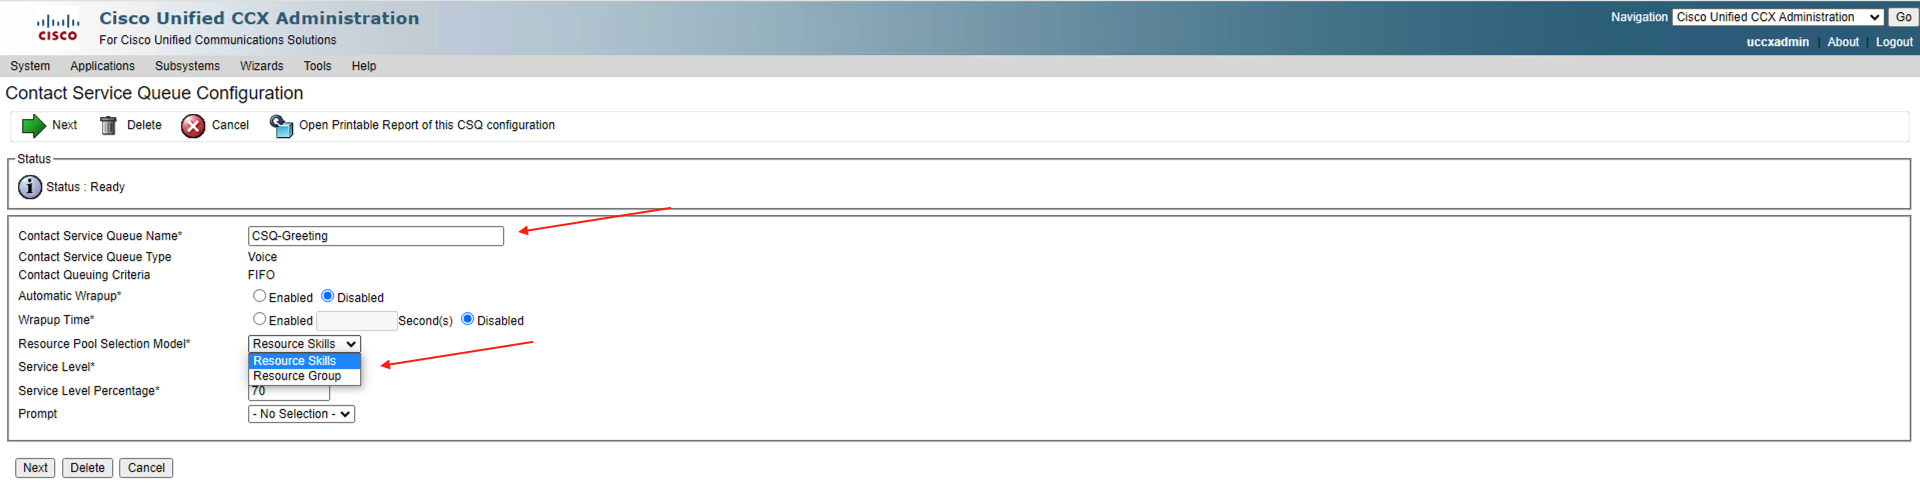 Cisco Unified CCX Administration
For Cisco Unified Communications Solutions
CISCO
Navigation Cisco Unified CCX Administration Go
uccxadmin | About | Logout
System Applications Subsystems Wizards Tools Help
Contact Service Queue Configuration
Next Delete Cancel Open Printable Report of this CSQ configuration
Status
Status : Ready
Contact Service Queue Name* CSQ-Greeting
Contact Service Queue Type Voice
Contact Queuing Criteria FIFO
Automatic Wrapup* Enabled Disabled
Wrapup Time* Enabled Second(s) Disabled
Resource Pool Selection Model* Resource Skills
Resource Skills
Service Level*
Resource Group
Service Level Percentage* 70
Prompt - No Selection -
Next Delete Cancel